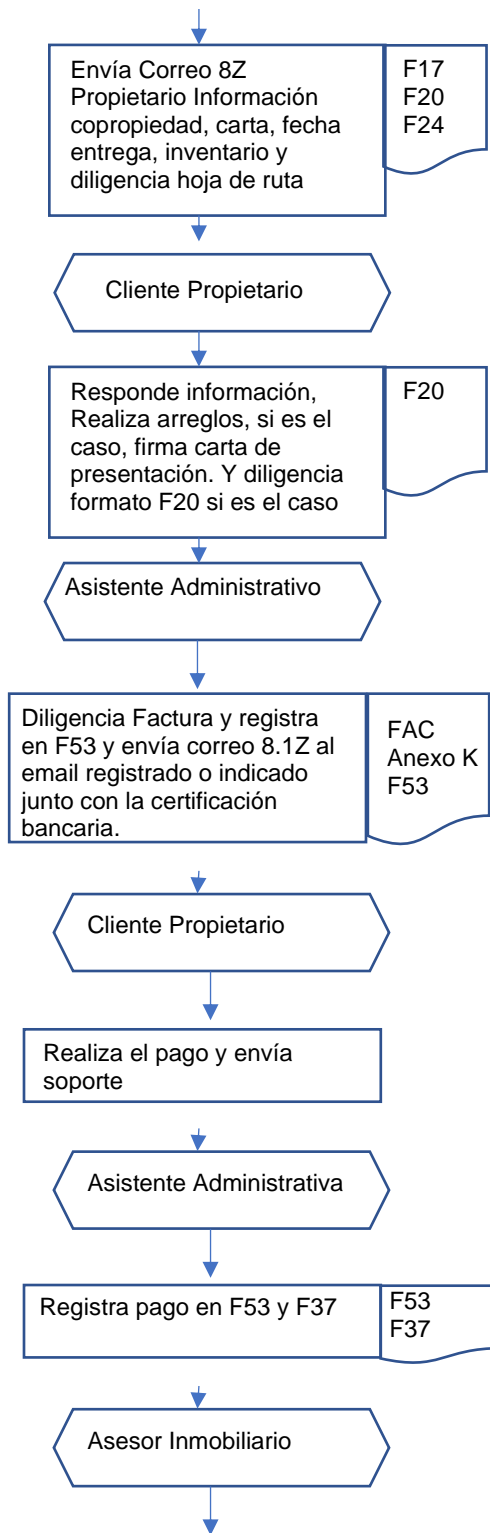 Envía Correo 8Z
Propietario Información
copropiedad, carta, fecha
entrega, inventario y
diligencia hoja de ruta
F17
F20
F24
Cliente Propietario
Responde información,
Realiza arreglos, si es el
caso, firma carta de
presentación. Y diligencia
formato F20 si es el caso
F20
Asistente Administrativo
Diligencia Factura y registra
en F53 y envía correo 8.1Z al
email registrado o indicado
junto con la certificación
bancaria.
FAC
Anexo K
F53
Cliente Propietario
Realiza el pago y envía
soporte
Asistente Administrativa
Registra pago en F53 y F37
F53
F37
Asesor Inmobiliario